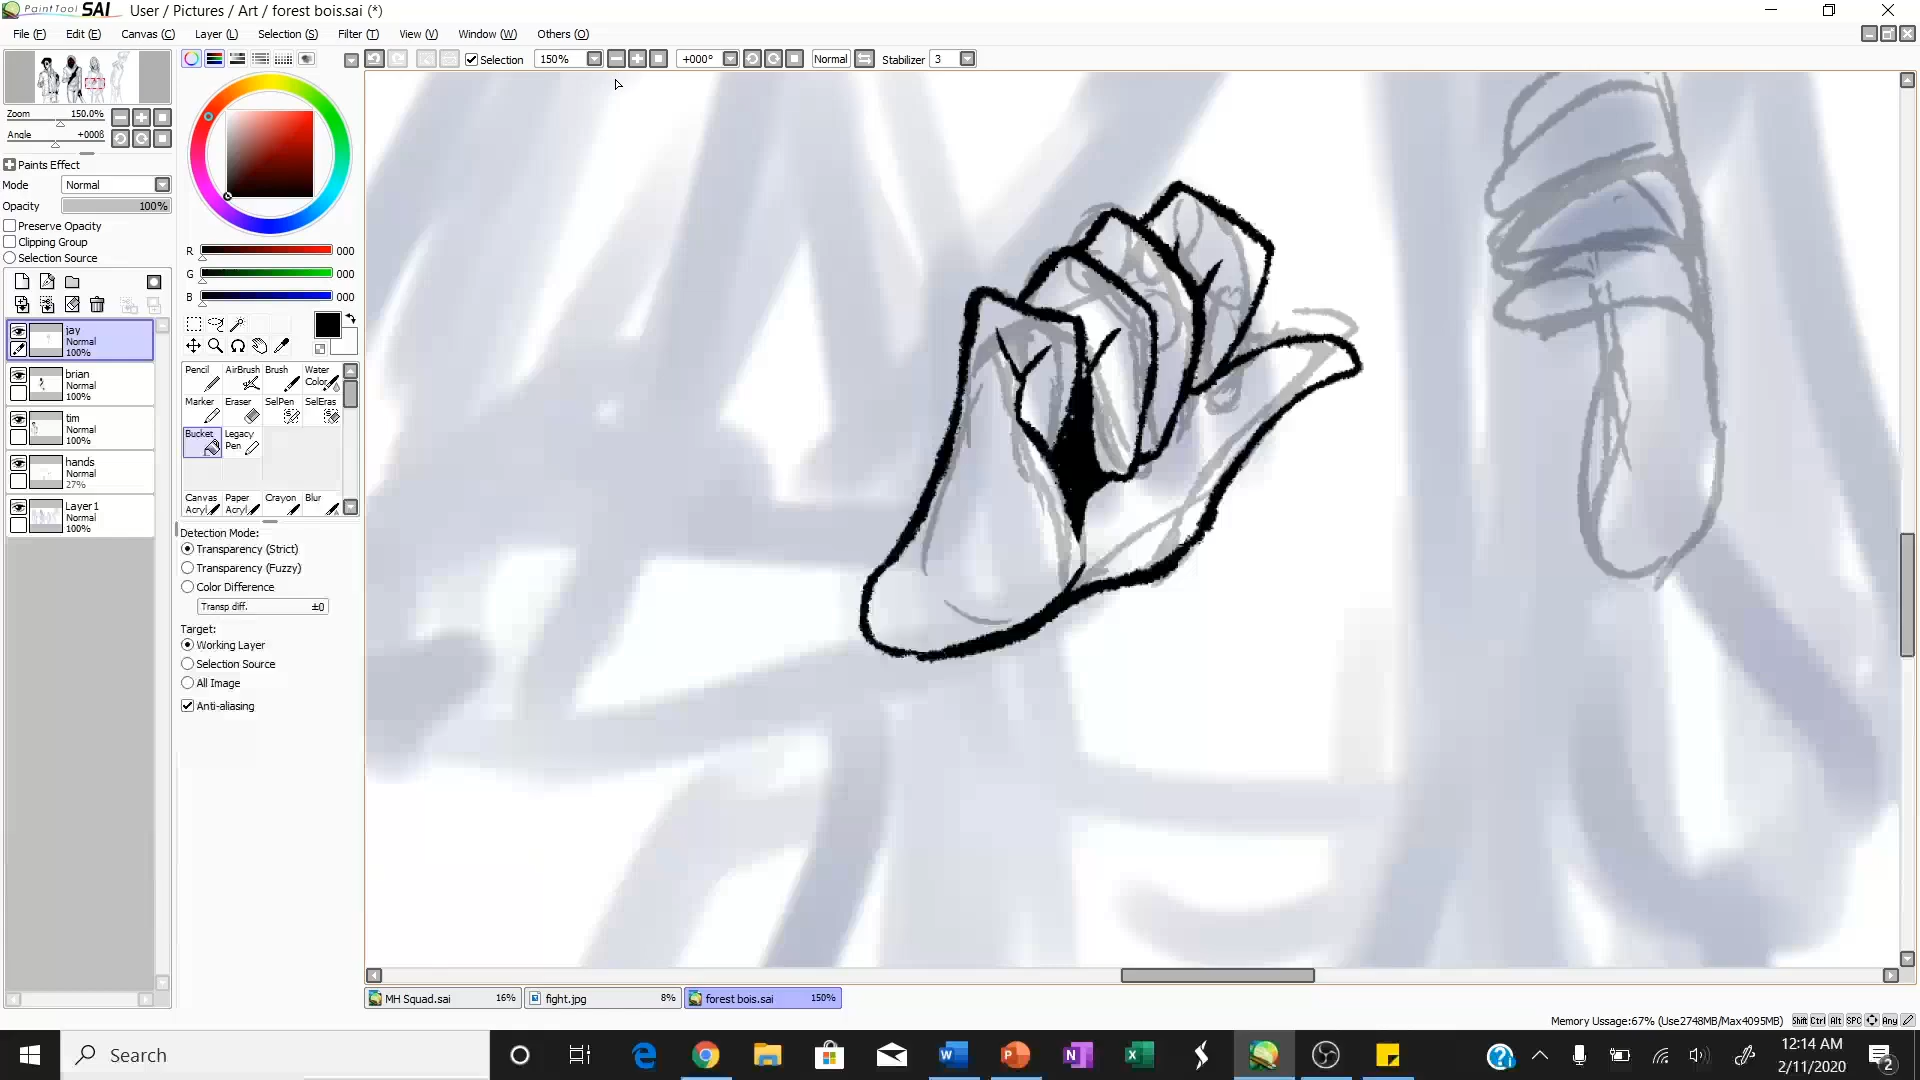 PaintTool SAI User / Pictures / Art / forest bois.sai (*)
File (F) Edit (E) Canvas (C) Layer (L) Selection (S) Filter (T) View (V) Window (W) Others (O)
Selection 150% +000° Normal Stabilizer 3
Zoom 150.0%
Angle +000ß
Paints Effect
Mode Normal
Opacity 100%
Preserve Opacity
Clipping Group
Selection Source
jay
Normal
100%
brian
Normal
100%
tim
Normal
100%
hands
Normal
27%
Layer1
Normal
100%
R 000
G 000
B 000
Pencil AirBrush Brush Water Color
Marker Eraser SelPen SelEras
Bucket Legacy Pen
Canvas Acryl Paper Acryl Crayon Blur
Detection Mode:
Transparency (Strict)
Transparency (Fuzzy)
Color Difference
Transp diff. ±0
Target:
Working Layer
Selection Source
All Image
Anti-aliasing
MH Squad.sai 16% fight.jpg 8% forest bois.sai 150%
Memory Ussage:67% (Use2748MB/Max4095MB) Shift Ctrl Alt SPC Any
Search
12:14 AM
2/11/2020
2